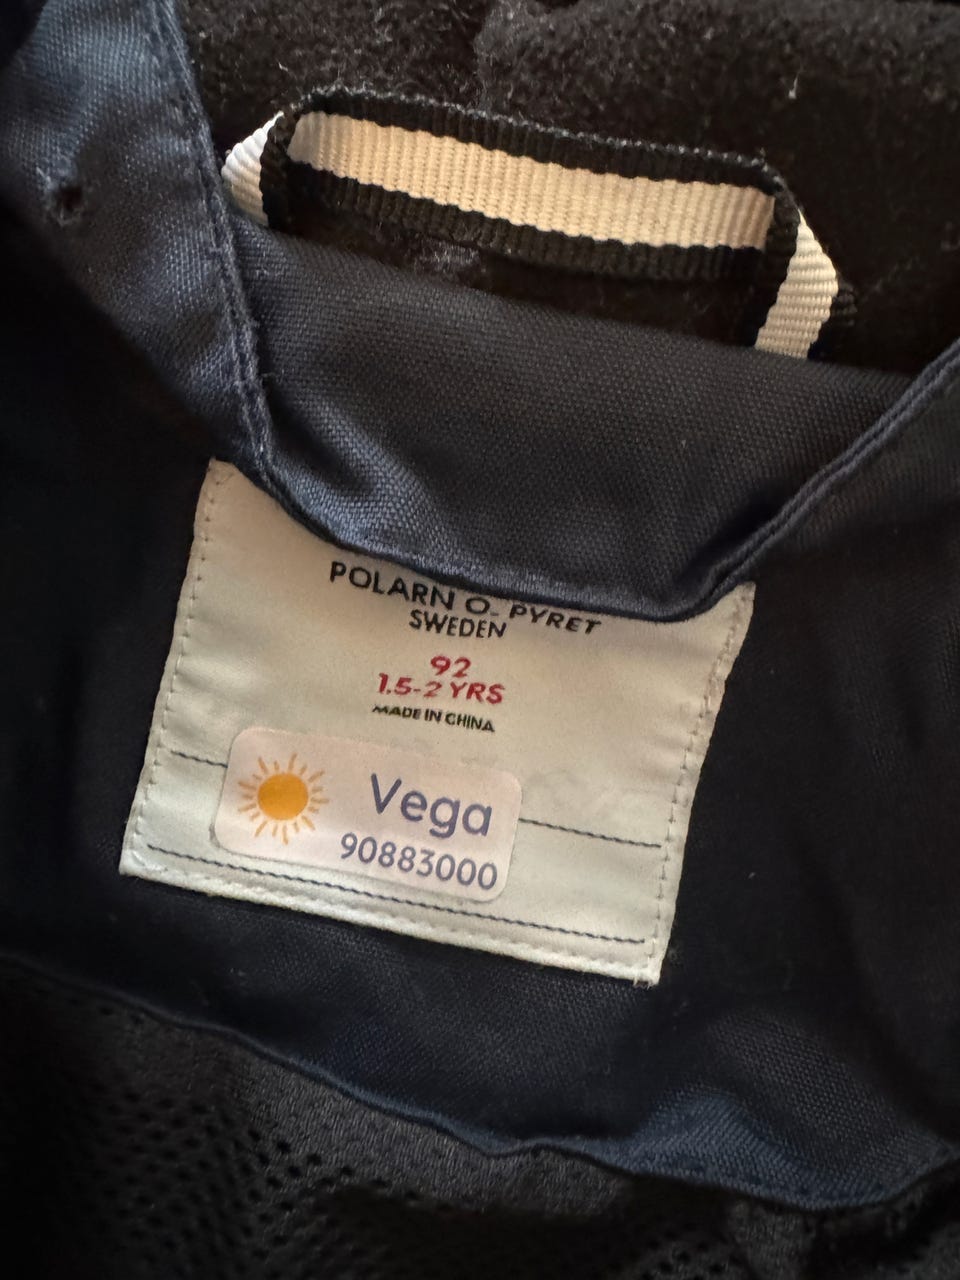 POLARN O. PYRET
SWEDEN
92
1.5-2 YRS
MADE IN CHINA
Vega
90883000